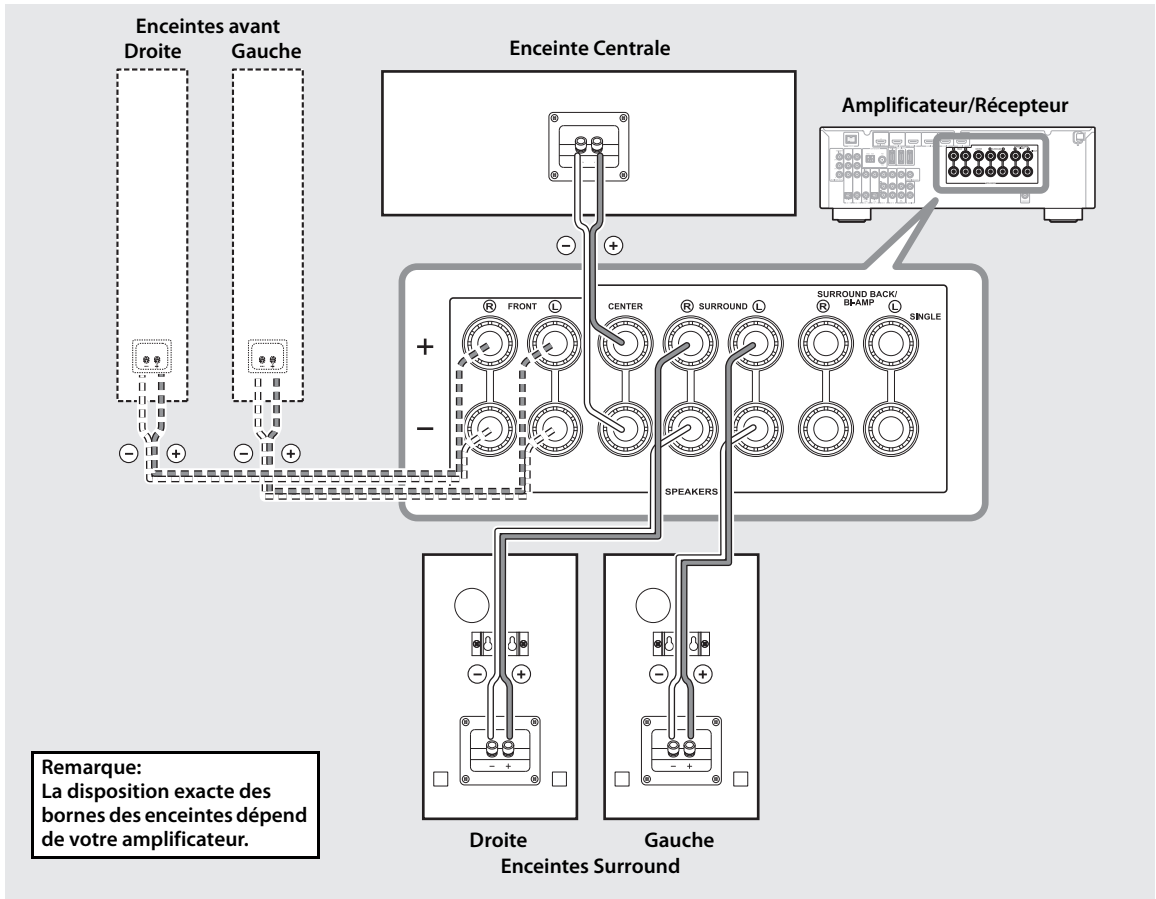 Enceintes avant
Droite Gauche
Enceinte Centrale
Amplificateur/Récepteur
− +
R FRONT L CENTER R SURROUND L SURROUND BACK/
BI-AMP
R L SINGLE
+
−
− + − +
SPEAKERS
− + − +
− + − +
Remarque:
La disposition exacte des
bornes des enceintes dépend
de votre amplificateur.
Droite Gauche
Enceintes Surround